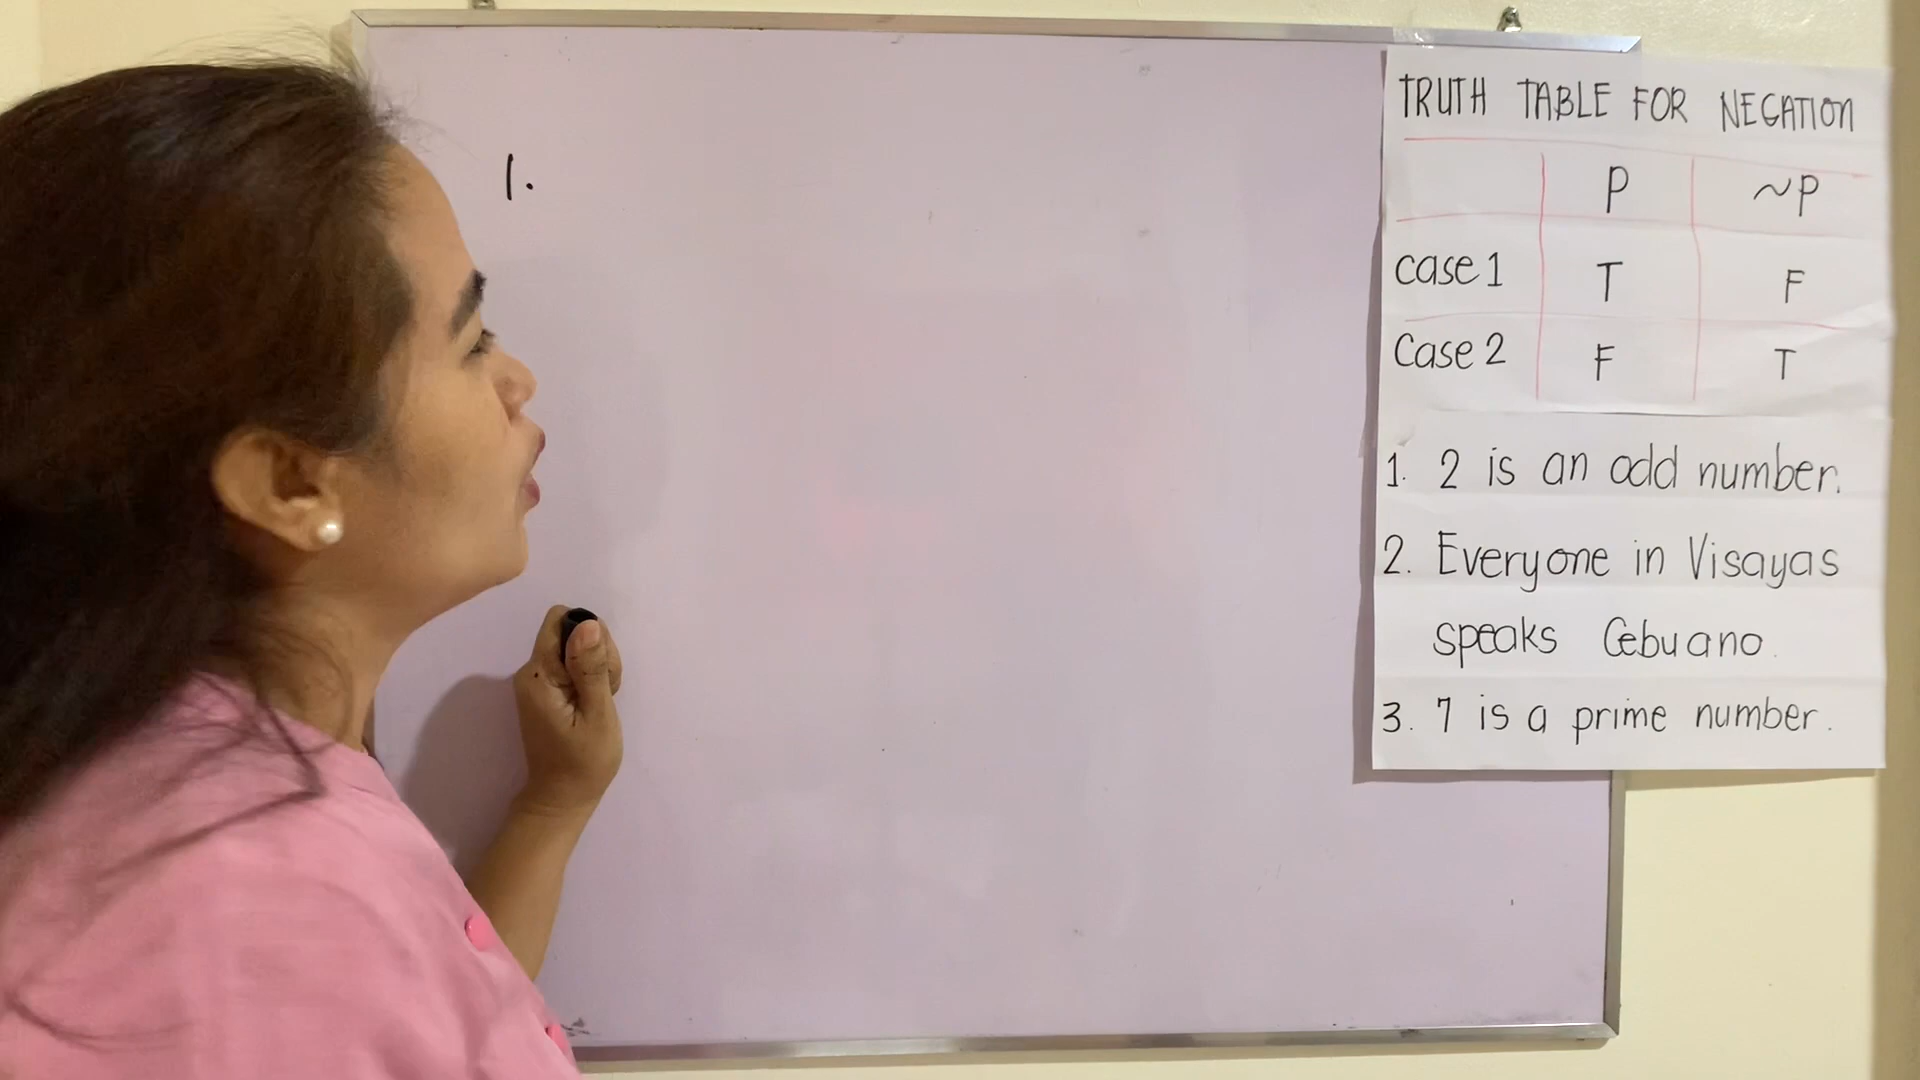 1.
TRUTH TABLE FOR NEGATION
P ~P
case 1 T F
Case 2 F T
1. 2 is an odd number.
2. Everyone in Visayas
speaks Cebuano.
3. 7 is a prime number.